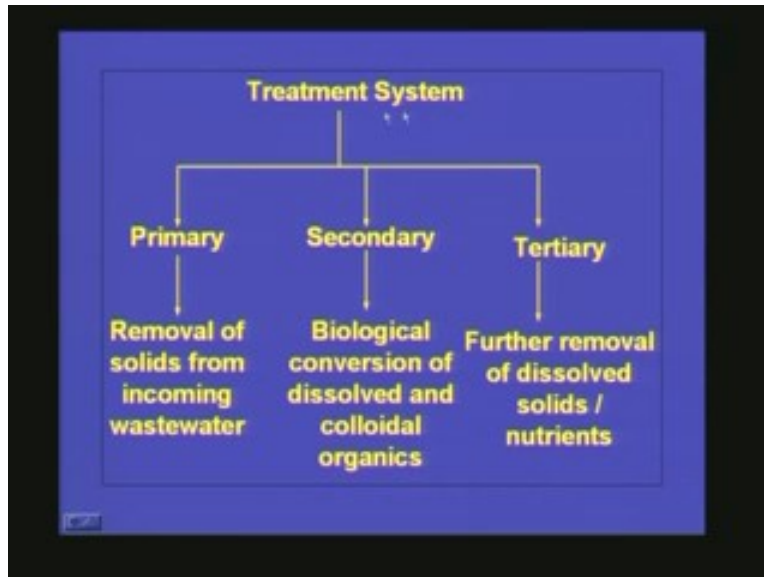 Treatment System
Primary
Secondary
Tertiary
Removal of
solids from
incoming
wastewater
Biological
conversion of
dissolved and
colloidal
organics
Further removal
of dissolved
solids /
nutrients